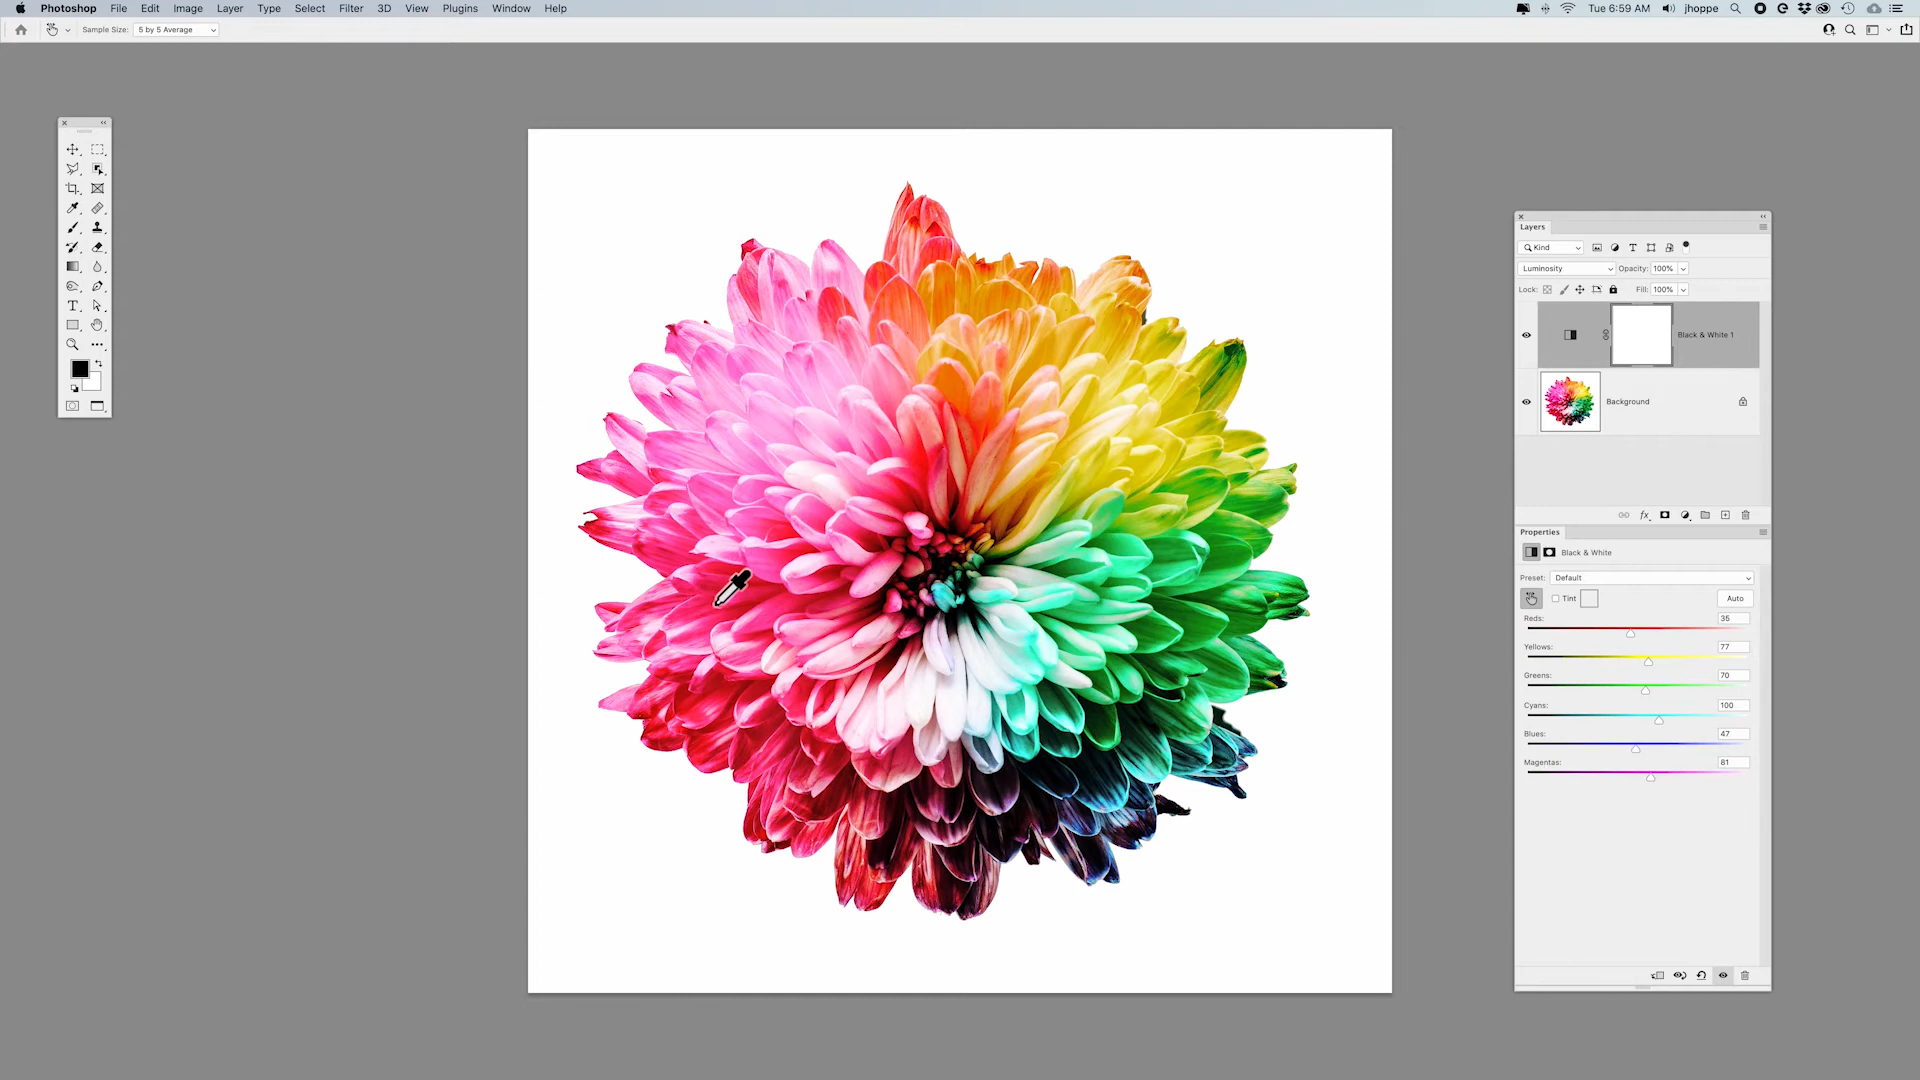 Photoshop File Edit Image Layer Type Select Filter 3D View Plugins Window Help Tue 6:59 AM jhoppe
Sample Size: 5 by 5 Average
Layers
Kind
Luminosity Opacity: 100%
Lock: Fill: 100%
Black & White 1
Background
Properties
Black & White
Preset: Default
Tint Auto
Reds: 35
Yellows: 77
Greens: 70
Cyans: 100
Blues: 47
Magentas: 81